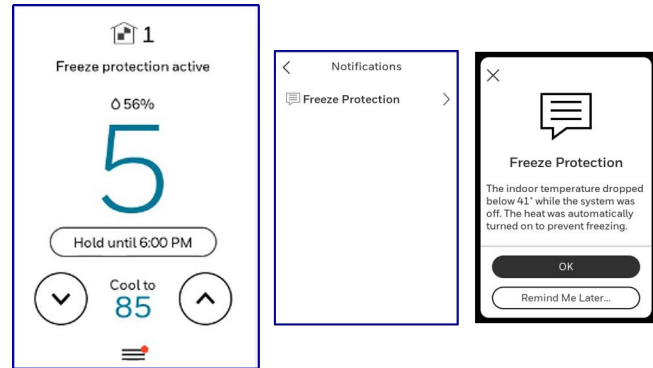 1
Freeze protection active
56%
5
Hold until 6:00 PM
Cool to
85
Notifications
Freeze Protection
Freeze Protection
The indoor temperature dropped
below 41° while the system was
off. The heat was automatically
turned on to prevent freezing.
OK
Remind Me Later...